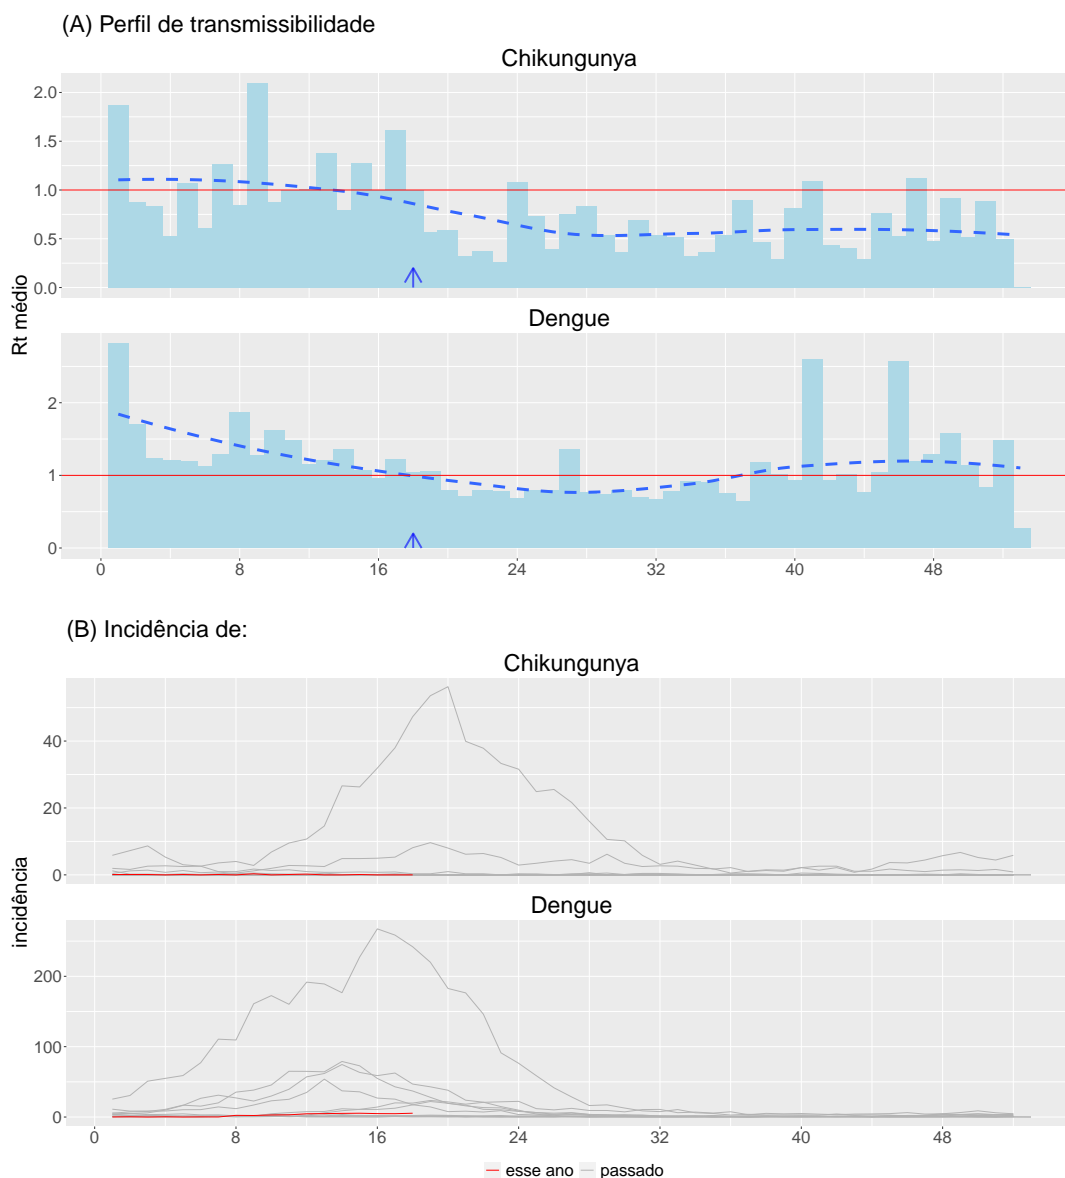 (A) Perfil de transmissibilidade
Chikungunya
2.0
1.5
1.0
0.5
0.0
Rt médio
Dengue
2
1
0
0 8 16 24 32 40 48
(B) Incidência de:
Chikungunya
40
20
0
incidência
Dengue
200
100
0
0 8 16 24 32 40 48
esse ano passado